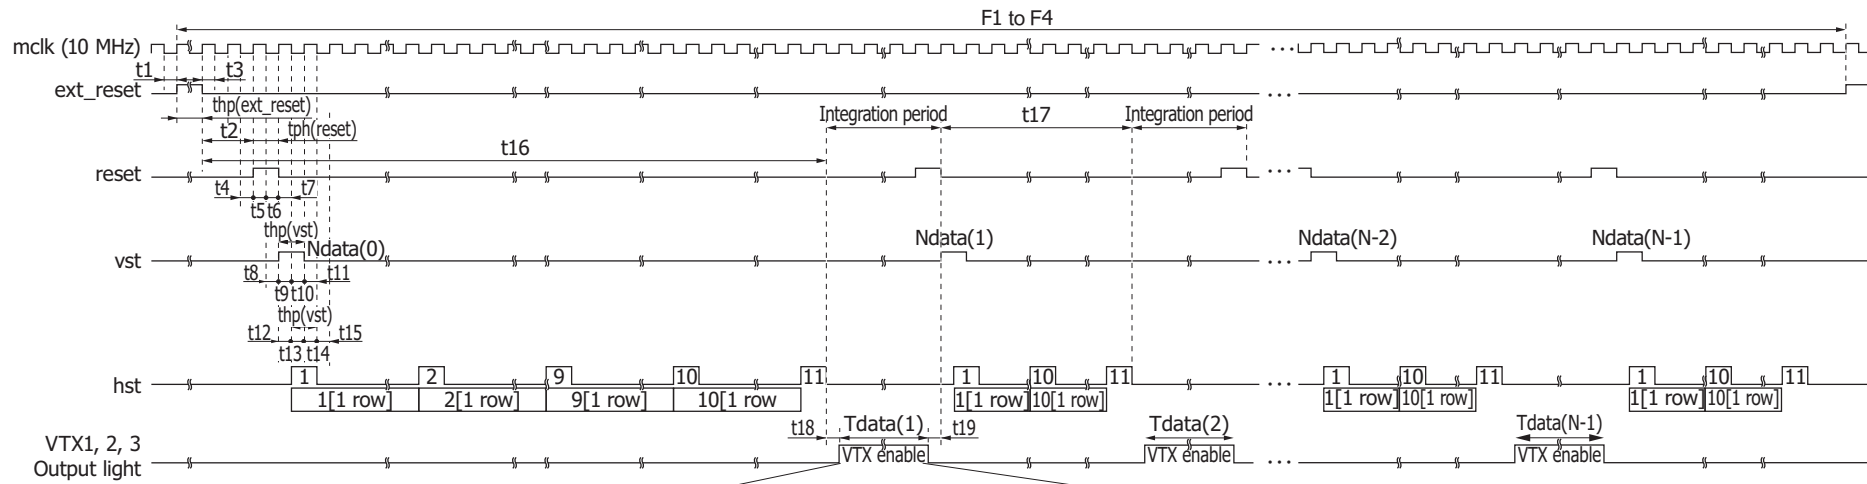 F1 to F4
mclk (10 MHz)
t1 t3
ext_reset
thp(ext_reset)
Integration period t17 Integration period
t2 tph(reset)
t16
reset
t4 t7
t5 t6
thp(vst)
Ndata(0) Ndata(1) Ndata(N-2) Ndata(N-1)
vst
t8 t11
t9 t10
thp(vst)
t12 t15
t13 t14
hst 1 2 9 10 11 1 10 11 1 10 11 1 10 11
1[1 row] 2[1 row] 9[1 row] 10[1 row 1[1 row] 10[1 row] 1[1 row] 10[1 row] 1[1 row] 10[1 row]
t18 Tdata(1) t19 Tdata(2) Tdata(N-1)
VTX1, 2, 3
VTX enable VTX enable VTX enable
Output light